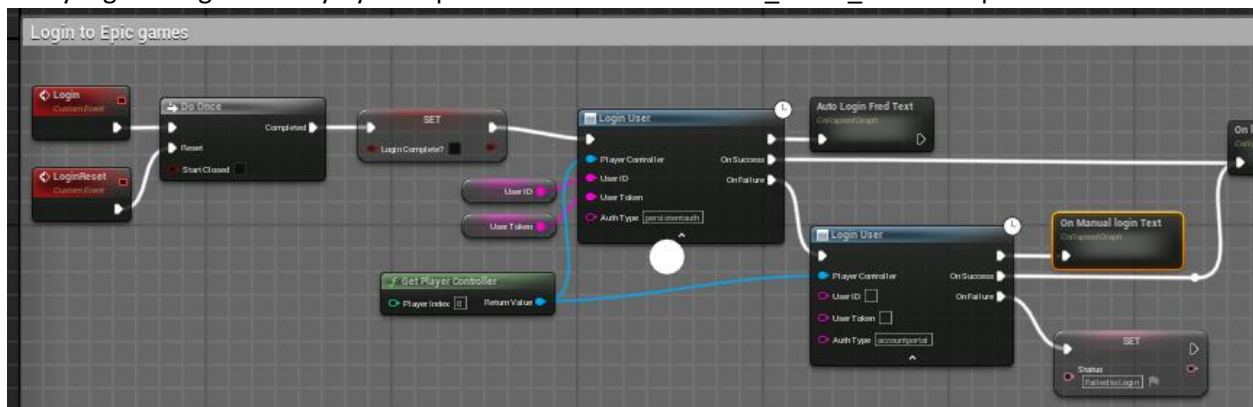 Login to Epic games
Login
Custom Event
LoginReset
Custom Event
Do Once
Completed
Reset
Start Closed
SET
Login Complete?
User ID
User Token
Get Player Controller
Player Index
0
Return Value
Login User
Player Controller
On Success
User ID
On Failure
User Token
Auth Type
persistentauth
Auto Login Fred Text
Collapsed Graph
Login User
Player Controller
On Success
User ID
On Failure
User Token
Auth Type
accountportal
On Manual login Text
Collapsed Graph
SET
Status
Failed to Login